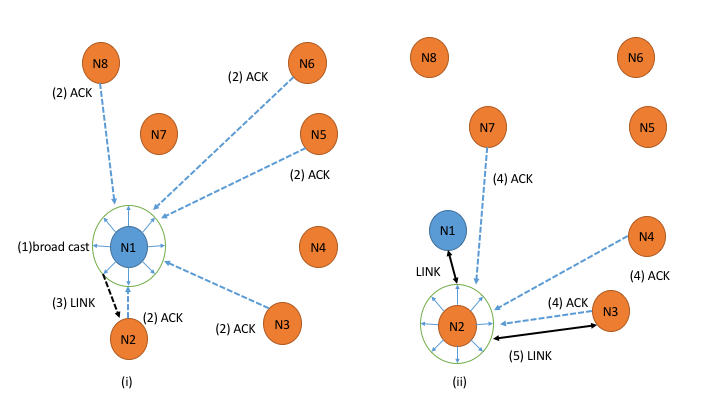 N8
N6
(2) ACK
(2) ACK
N7
N5
(2) ACK
(1)broad cast
N1
N4
(3) LINK
(2) ACK
N2
(2) ACK
N3
(i)
N8
N6
N7
N5
(4) ACK
N1
N4
LINK
(4) ACK
(4) ACK
N3
N2
(5) LINK
(ii)